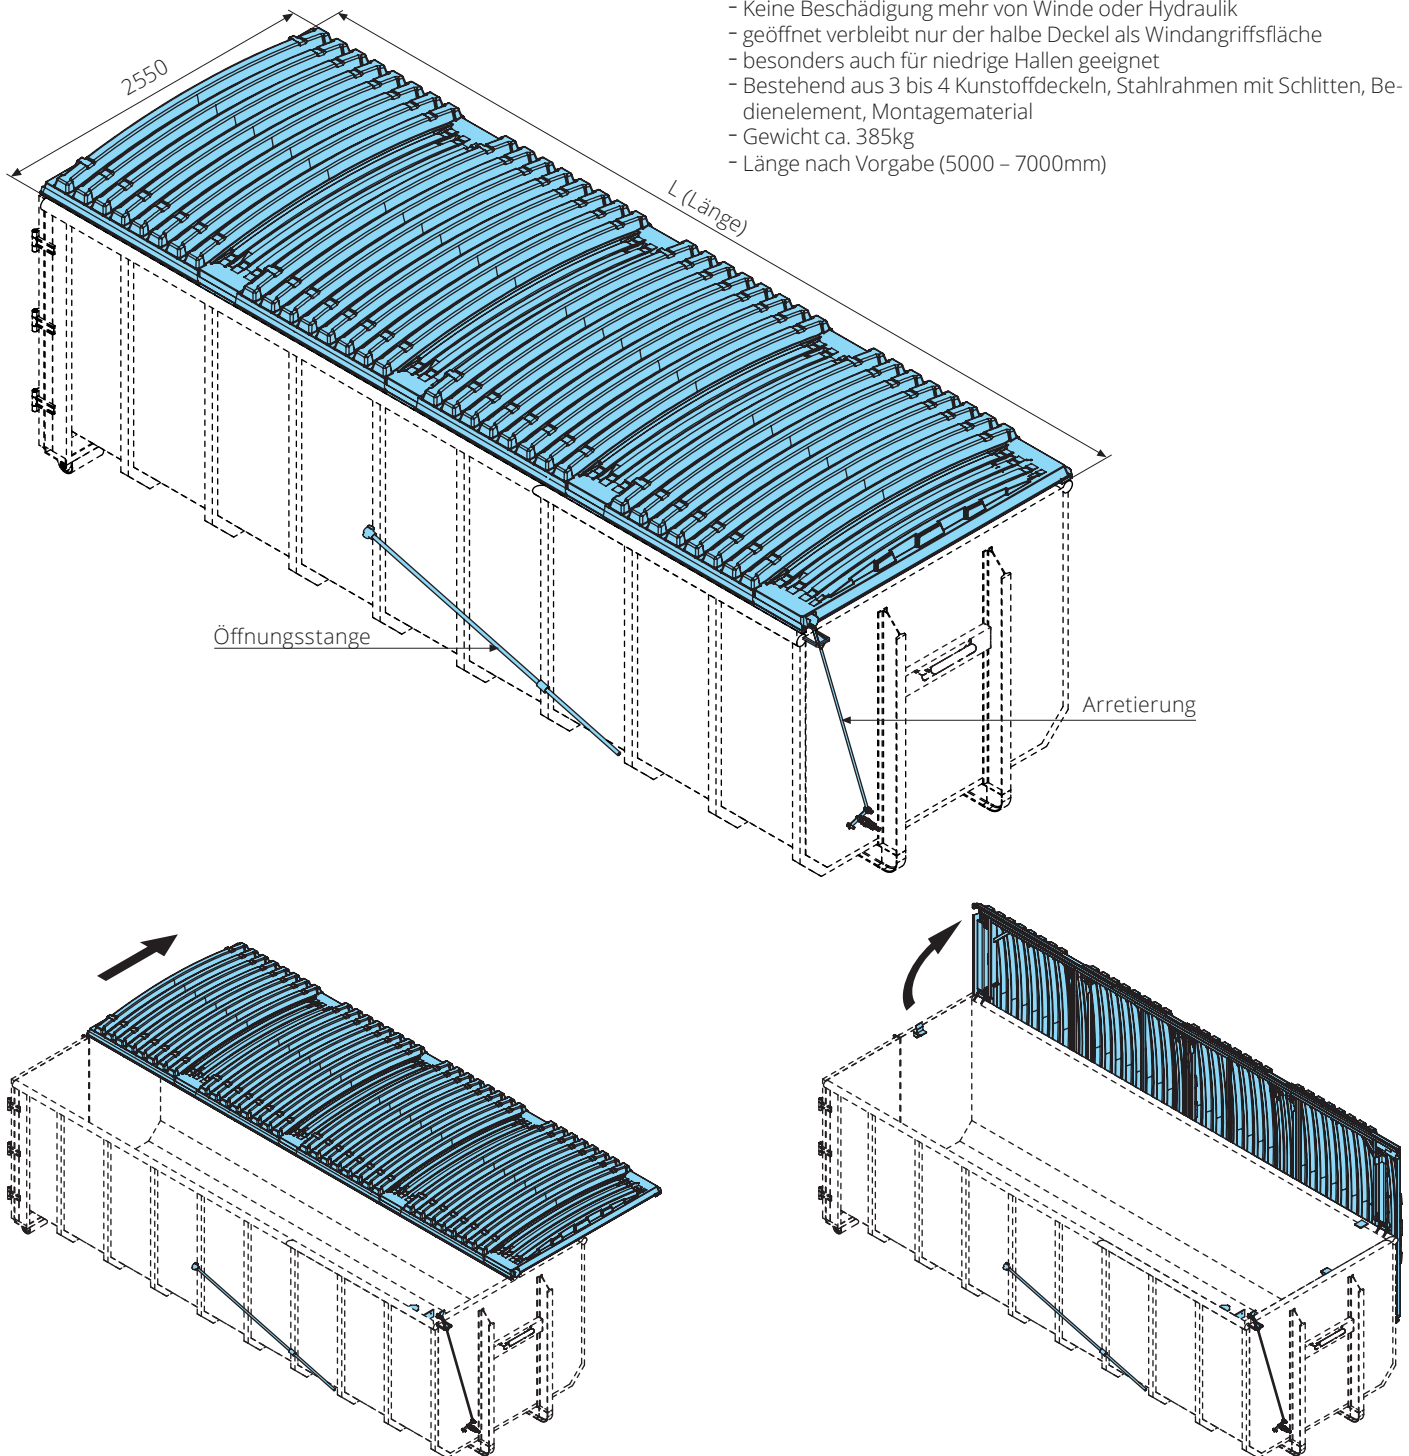 - Keine Beschädigung mehr von Winde oder Hydraulik
- geöffnet verbleibt nur der halbe Deckel als Windangriffsfläche
- besonders auch für niedrige Hallen geeignet
- Bestehend aus 3 bis 4 Kunstoffdeckeln, Stahlrahmen mit Schlitten, Be-
dienelement, Montagematerial
- Gewicht ca. 385kg
- Länge nach Vorgabe (5000 – 7000mm)
2550
L (Länge)
Öffnungsstange
Arretierung